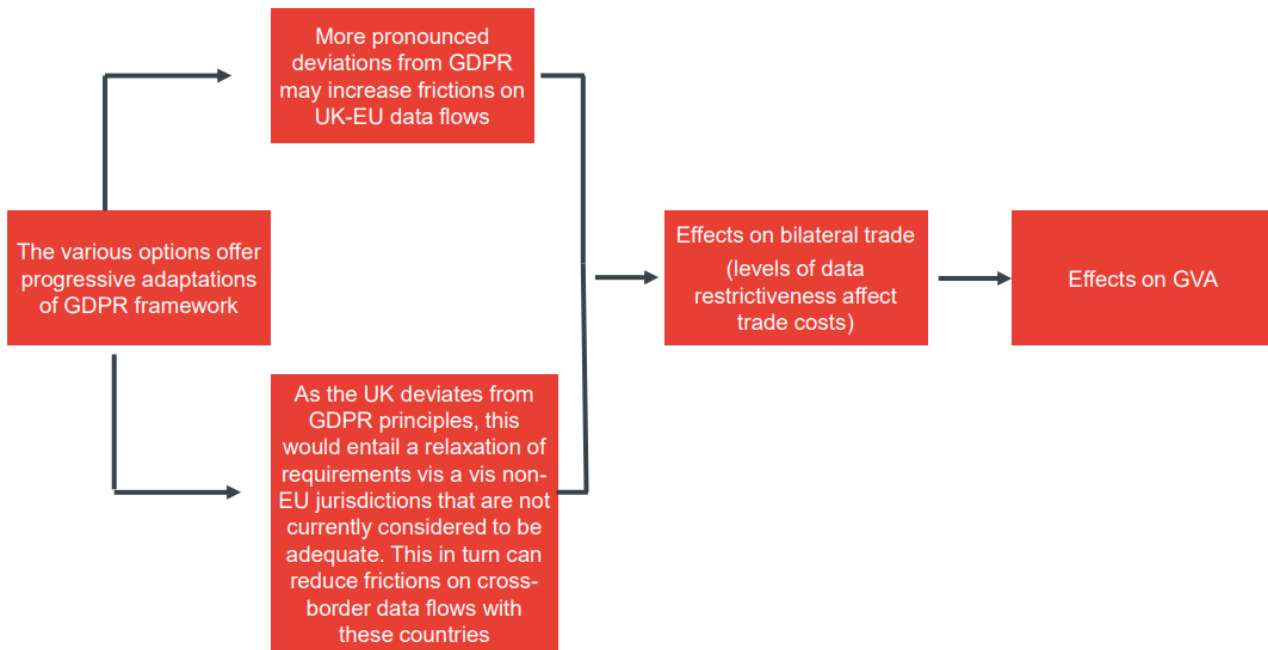 More pronounced
deviations from GDPR
may increase frictions on
UK-EU data flows
The various options offer
progressive adaptations
of GDPR framework
Effects on bilateral trade
(levels of data
restrictiveness affect
trade costs)
Effects on GVA
As the UK deviates from
GDPR principles, this
would entail a relaxation of
requirements vis a vis non-
EU jurisdictions that are not
currently considered to be
adequate. This in turn can
reduce frictions on cross-
border data flows with
these countries